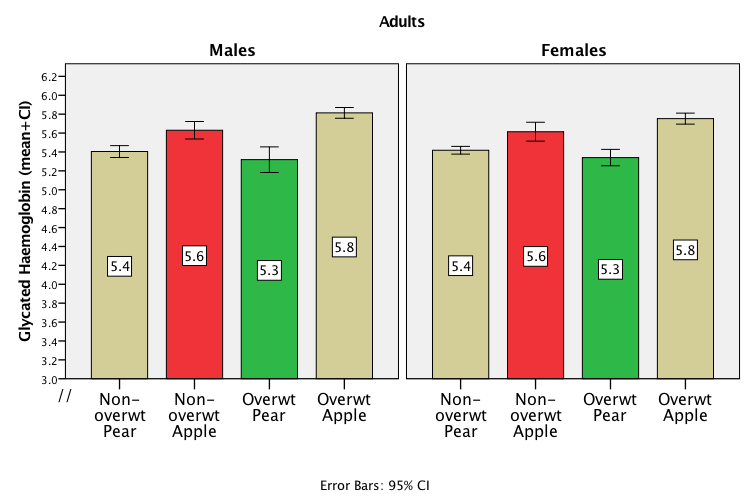 Adults
Males
Females
Glycated Haemoglobin (mean+CI)
6.2
6.0
5.8
5.6
5.4
5.2
5.0
4.8
4.6
4.4
4.2
4.0
3.8
3.6
3.4
3.2
3.0
//
5.4
5.6
5.3
5.8
5.4
5.6
5.3
5.8
Non-
overwt
Pear
Non-
overwt
Apple
Overwt
Pear
Overwt
Apple
Non-
overwt
Pear
Non-
overwt
Apple
Overwt
Pear
Overwt
Apple
Error Bars: 95% CI